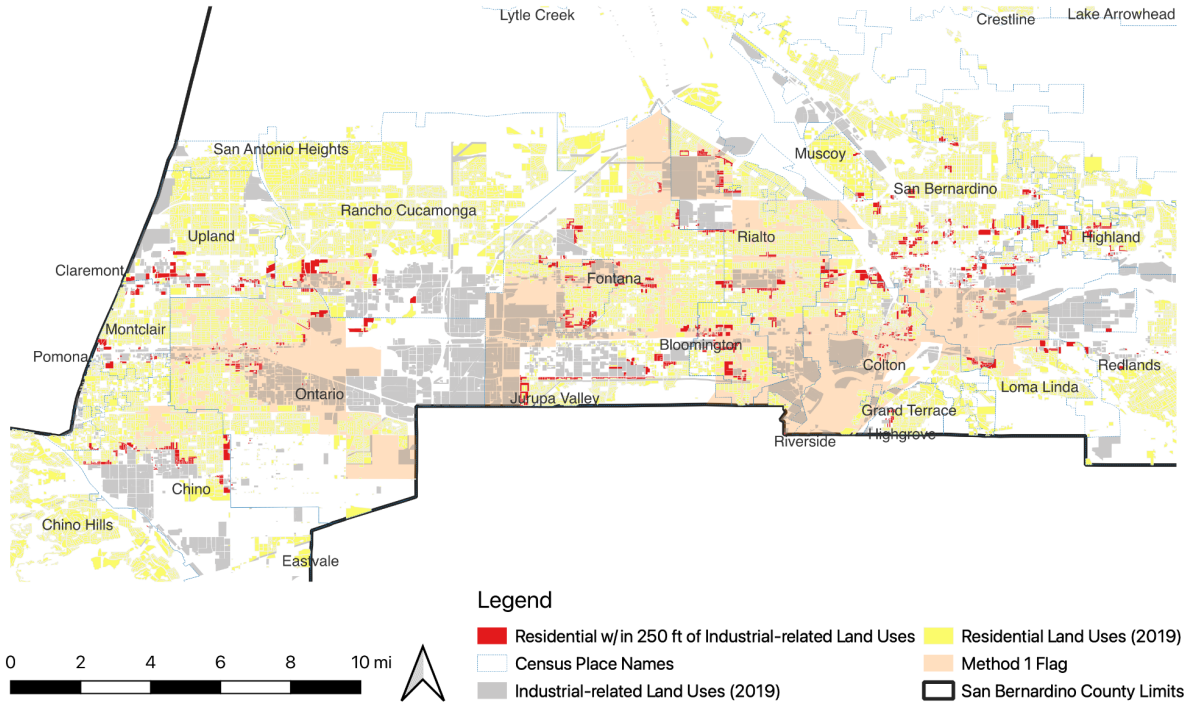 Lytle Creek
Crestline
Lake Arrowhead
San Antonio Heights
Muscoy
San Bernardino
Rancho Cucamonga
Upland
Rialto
Highland
Claremont
Fontana
Montclair
Bloomington
Pomona
Colton
Redlands
Loma Linda
Ontario
Jurupa Valley
Grand Terrace
Highgrove
Riverside
Chino
Chino Hills
Eastvale
Legend
Residential w/in 250 ft of Industrial-related Land Uses
Residential Land Uses (2019)
Census Place Names
Method 1 Flag
Industrial-related Land Uses (2019)
San Bernardino County Limits
0 2 4 6 8 10 mi